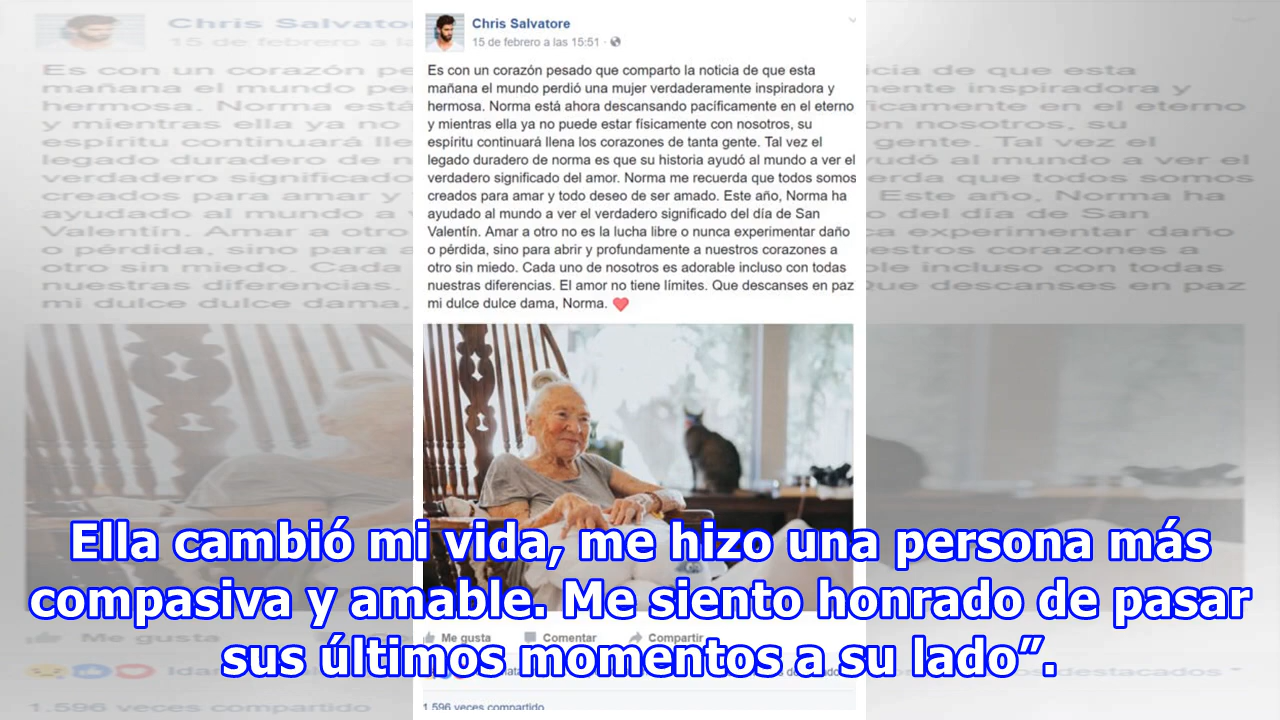 Chris Salvatore
15 de febrero a las 15:51 ·
Es con un corazón pesado que comparto la noticia de que esta
mañana el mundo perdió una mujer verdaderamente inspiradora y
hermosa. Norma está ahora descansando pacíficamente en el eterno
y mientras ella ya no puede estar físicamente con nosotros, su
espíritu continuará llena los corazones de tanta gente. Tal vez el
legado duradero de norma es que su historia ayudó al mundo a ver el
verdadero significado del amor. Norma me recuerda que todos somos
creados para amar y todo deseo de ser amado. Este año, Norma ha
ayudado al mundo a ver el verdadero significado del día de San
Valentín. Amar a otro no es la lucha libre o nunca experimentar daño
o pérdida, sino para abrir y profundamente a nuestros corazones a
otro sin miedo. Cada uno de nosotros es adorable incluso con todas
nuestras diferencias. El amor no tiene límites. Que descanses en paz
mi dulce dulce dama, Norma. ❤
Ella cambió mi vida, me hizo una persona más
compasiva y amable. Me siento honrado de pasar
sus últimos momentos a su lado”.
Me gusta Comentar Compartir
1.596 veces compartido